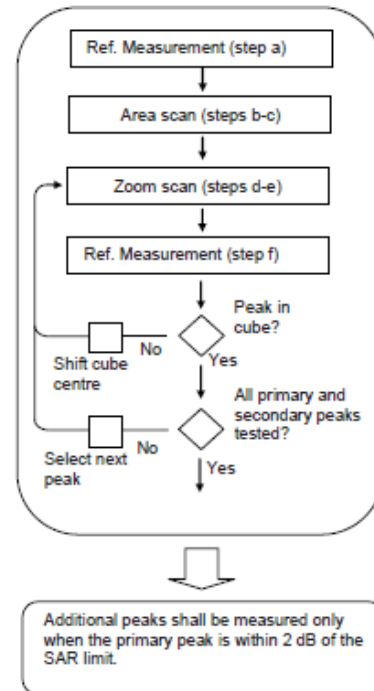 Ref. Measurement (step a)
Area scan (steps b-c)
Zoom scan (steps d-e)
Ref. Measurement (step f)
Peak in
cube?
No
Yes
Shift cube
centre
All primary and
secondary peaks
tested?
No
Yes
Select next
peak
Additional peaks shall be measured only
when the primary peak is within 2 dB of the
SAR limit.